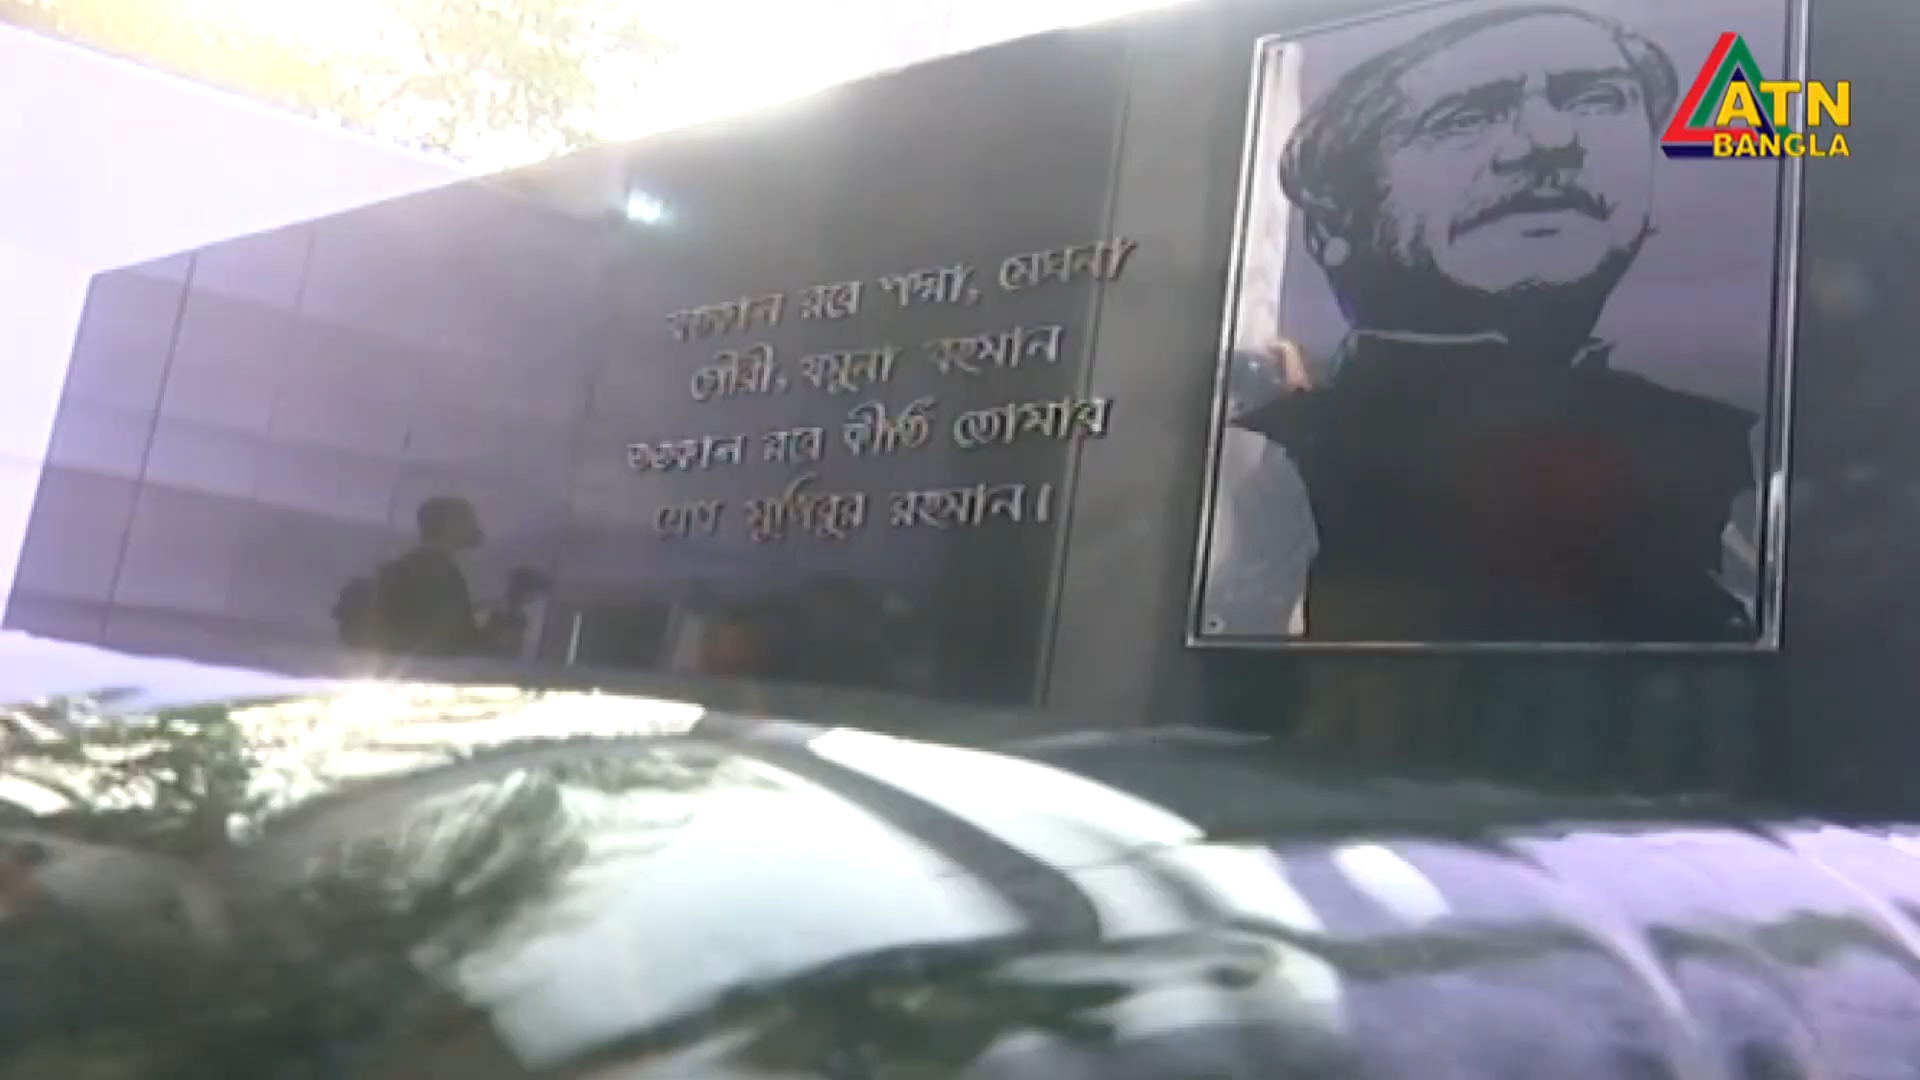 যতকাল রবে পদ্মা, মেঘনা
গৌরী, যমুনা বহমান
ততকাল রবে কীর্তি তোমার
শেখ মুজিবুর রহমান।
ATN
BANGLA